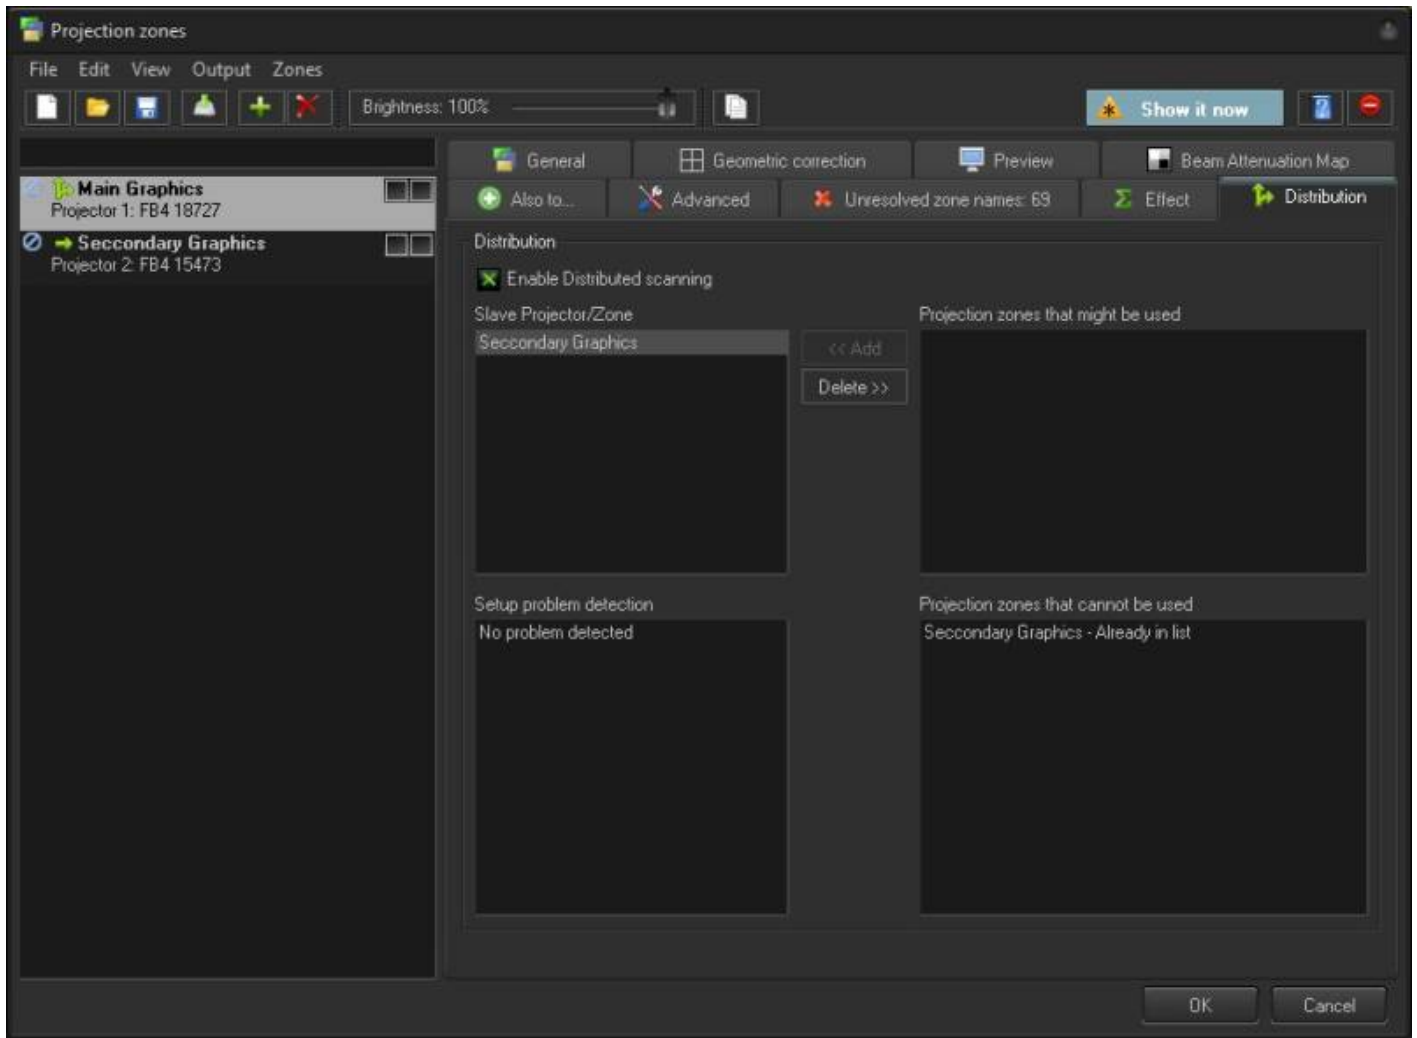 Projection zones
File Edit View Output Zones
Brightness: 100%
Show it now
General Geometric correction Preview Beam Attenuation Map
Also to... Advanced Unresolved zone names: 69 Effect Distribution
Main Graphics
Projector 1: FB4 18727
Seccondary Graphics
Projector 2: FB4 15473
Distribution
Enable Distributed scanning
Slave Projector/Zone
Projection zones that might be used
Seccondary Graphics
<< Add
Delete >>
Setup problem detection
Projection zones that cannot be used
No problem detected
Seccondary Graphics - Already in list
OK Cancel